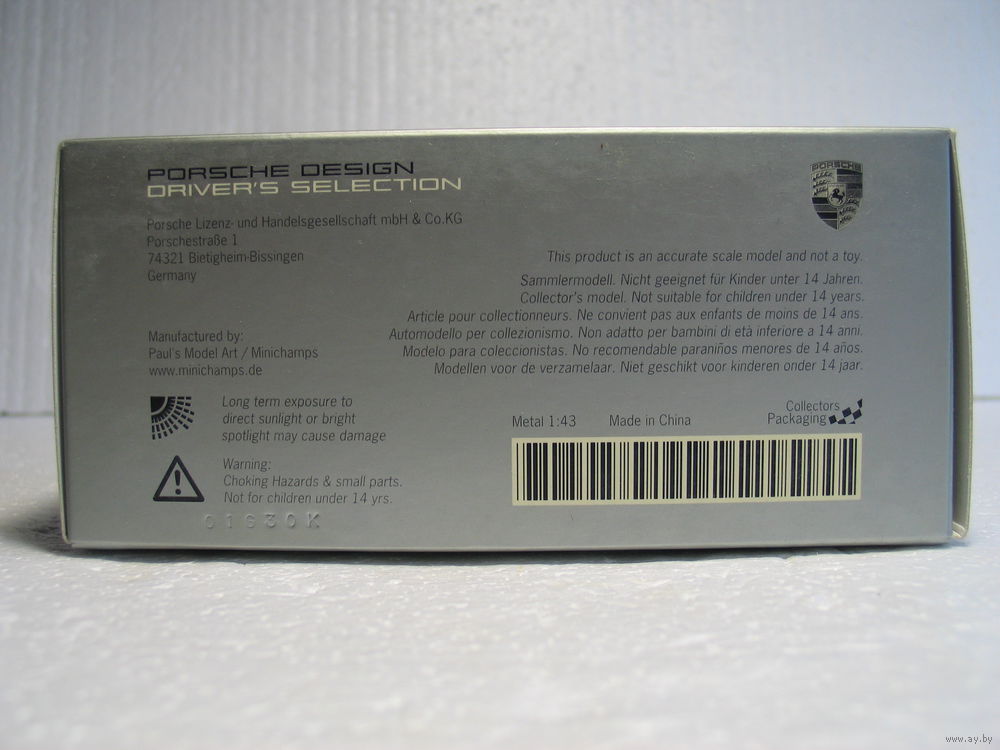 PORSCHE DESIGN
DRIVER'S SELECTION
Porsche Lizenz- und Handelsgesellschaft mbH & Co.KG
Porschestraße 1
74321 Bietigheim-Bissingen
Germany
PORSCHE
This product is an accurate scale model and not a toy.
Sammlermodell. Nicht geeignet für Kinder unter 14 Jahren.
Collector's model. Not suitable for children under 14 years.
Article pour collectionneurs. Ne convient pas aux enfants de moins de 14 ans.
Automodello per collezionismo. Non adatto per bambini di età inferiore a 14 anni.
Modelo para coleccionistas. No recomendable paraniños menores de 14 años.
Modellen voor de verzamelaar. Niet geschikt voor kinderen onder 14 jaar.
Manufactured by:
Paul's Model Art / Minichamps
www.minichamps.de
Long term exposure to
direct sunlight or bright
spotlight may cause damage
Warning:
Choking Hazards & small parts.
Not for children under 14 yrs.
Metal 1:43 Made in China
Collectors
Packaging
www.ay.by